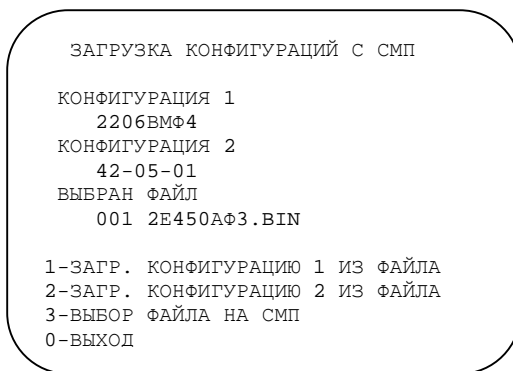 ЗАГРУЗКА КОНФИГУРАЦИЙ С СМП
КОНФИГУРАЦИЯ 1
2206ВМФ4
КОНФИГУРАЦИЯ 2
42-05-01
ВЫБРАН ФАЙЛ
001 2Е450АФ3.BIN
1-ЗАГР. КОНФИГУРАЦИЮ 1 ИЗ ФАЙЛА
2-ЗАГР. КОНФИГУРАЦИЮ 2 ИЗ ФАЙЛА
3-ВЫБОР ФАЙЛА НА СМП
0-ВЫХОД